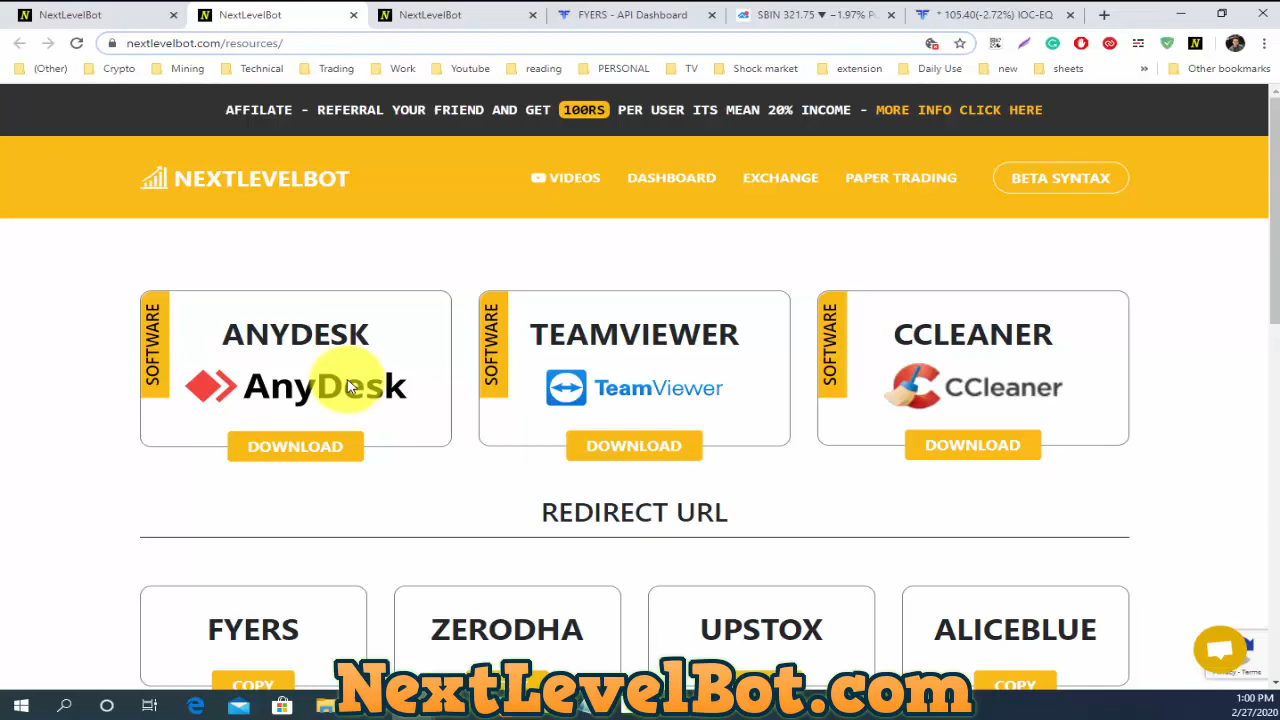 NextLevelBot
NextLevelBot
NextLevelBot
FYERS - API Dashboard
SBIN 321.75 ▼ −1.97% P
* 105.40(-2.72%) IOC-EQ
nextlevelbot.com/resources/
(Other)
Crypto
Mining
Technical
Trading
Work
Youtube
reading
PERSONAL
TV
Shock market
extension
Daily Use
new
sheets
»
Other bookmarks
AFFILATE - REFERRAL YOUR FRIEND AND GET 100RS PER USER ITS MEAN 20% INCOME - MORE INFO CLICK HERE
NEXTLEVELBOT
VIDEOS
DASHBOARD
EXCHANGE
PAPER TRADING
BETA SYNTAX
SOFTWARE
ANYDESK
AnyDesk
DOWNLOAD
SOFTWARE
TEAMVIEWER
TeamViewer
DOWNLOAD
SOFTWARE
CCLEANER
CCleaner
DOWNLOAD
REDIRECT URL
FYERS
COPY
ZERODHA
UPSTOX
ALICEBLUE
COPY
Privacy - Terms
NextLevelBot.com
1:00 PM
2/27/2020